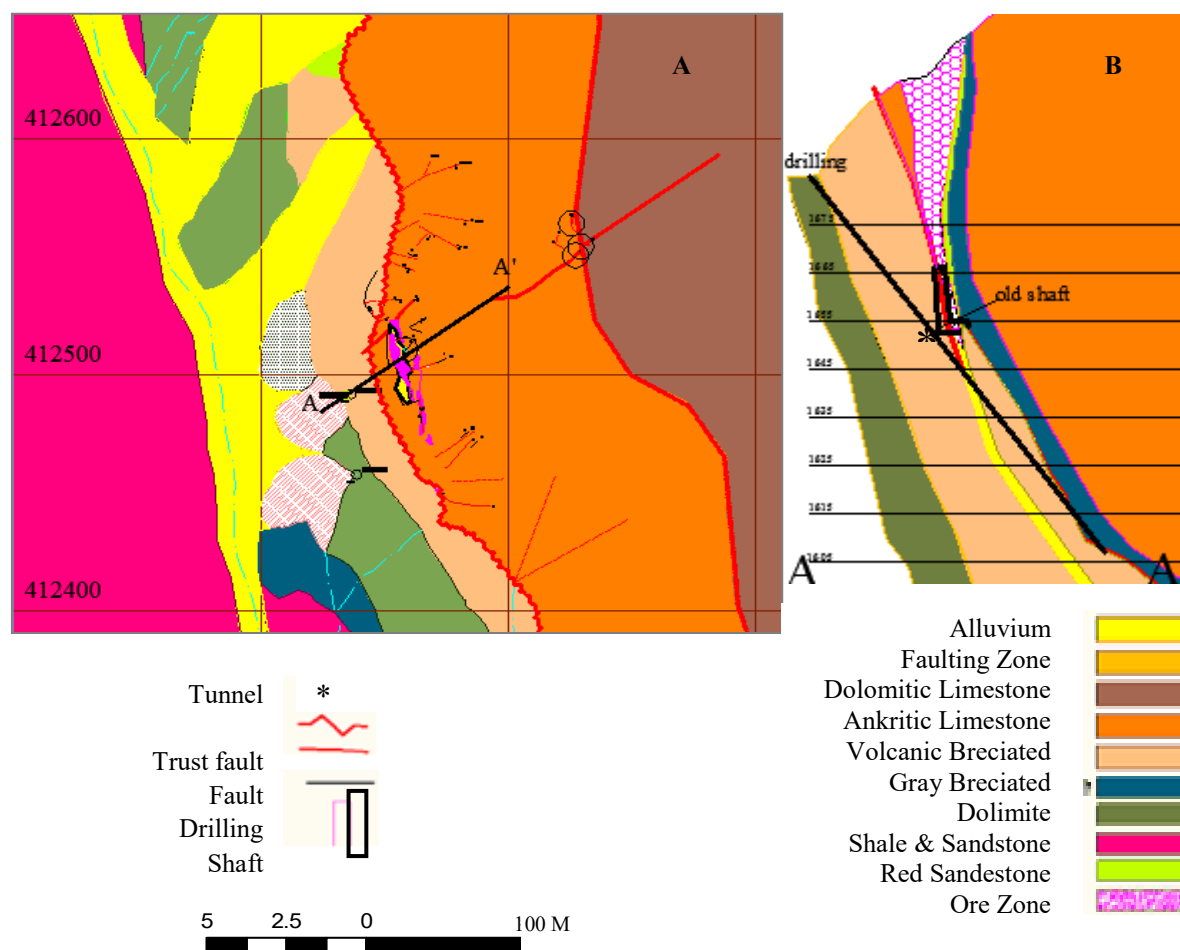 A
B
412600
drilling
1675
A'
1665
old shaft
1655
412500
1645
A
1635
1625
1615
412400
1605
A
A
Alluvium
Faulting Zone
Tunnel *
Dolomitic Limestone
Ankritic Limestone
Trust fault
Volcanic Breciated
Fault
Gray Breciated
Drilling
Dolimite
Shaft
Shale & Sandstone
Red Sandestone
Ore Zone
5 2.5 0 100 M